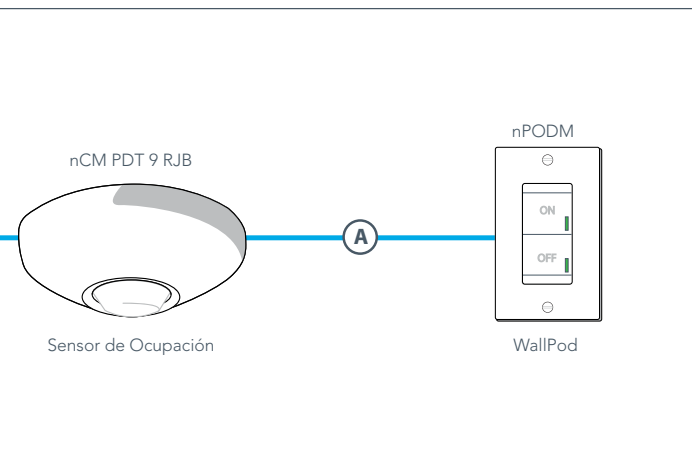 nPODM
nCM PDT 9 RJB
ON
A
OFF
Sensor de Ocupación
WallPod